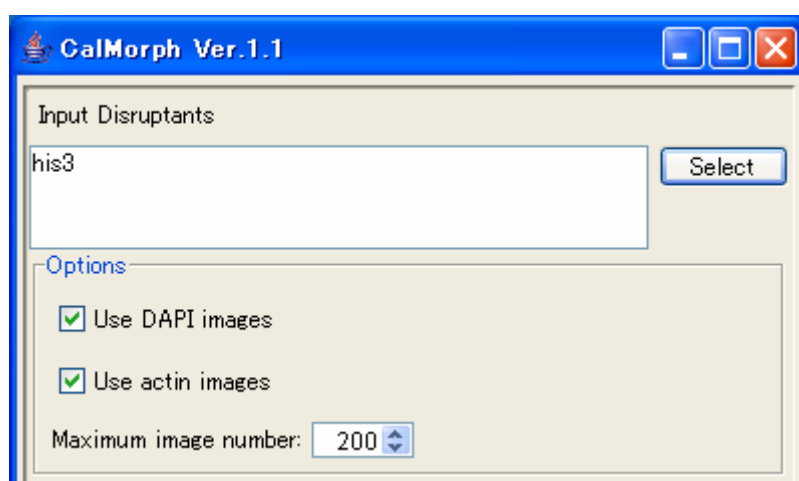 CalMorph Ver.1.1
Input Disruptants
his3
Select
Options
Use DAPI images
Use actin images
Maximum image number: 200